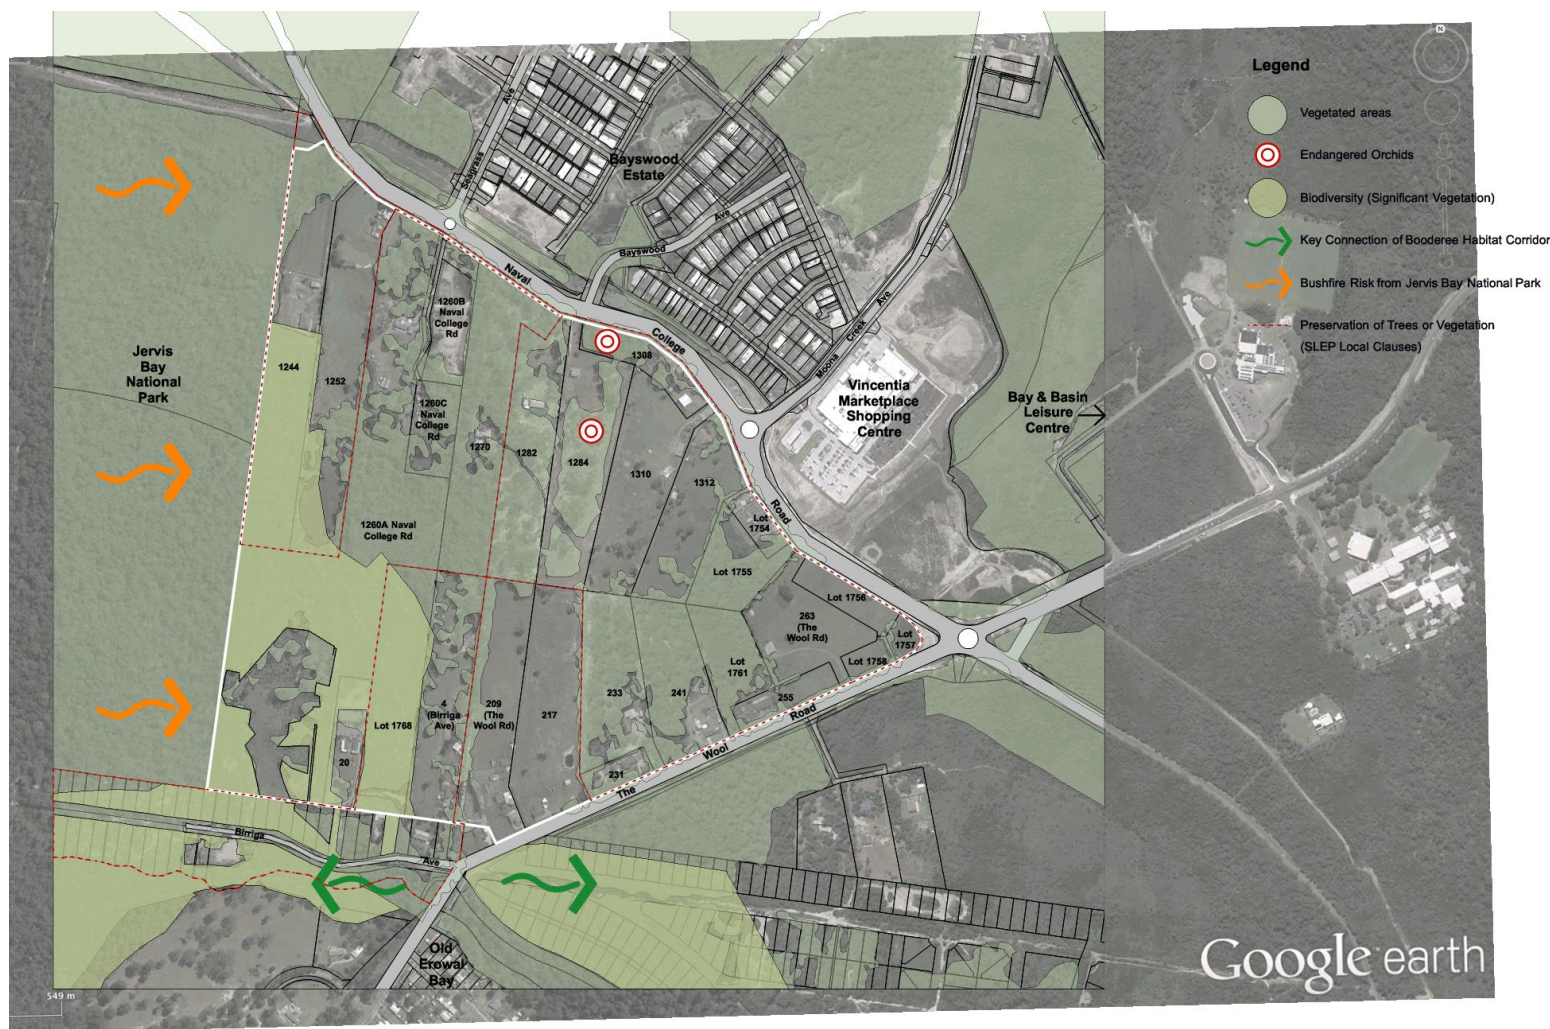 Legend
Vegetated areas
Endangered Orchids
Biodiversity (Significant Vegetation)
Key Connection of Booderee Habitat Corridor
Bushfire Risk from Jervis Bay National Park
Preservation of Trees or Vegetation
(SLEP Local Clauses)
N
Seagrass Ave
Bayswood
Estate
Bayswood Ave
Naval College Road
Moona Creek Ave
Vincentia
Marketplace
Shopping
Centre
Bay & Basin
Leisure
Centre
Jervis
Bay
National
Park
1244
1252
1260B
Naval
College
Rd
1260C
Naval
College
Rd
1260A Naval
College Rd
1270
1282
1284
1308
1310
1312
Lot
1754
Lot 1755
Lot 1756
263
(The
Wool Rd)
Lot
1757
Lot 1758
Lot
1761
255
241
233
231
217
209
(The
Wool Rd)
4
(Birriga
Ave)
Lot 1768
20
The Wool Road
Birriga Ave
Old
Erowal
Bay
549 m
Google earth